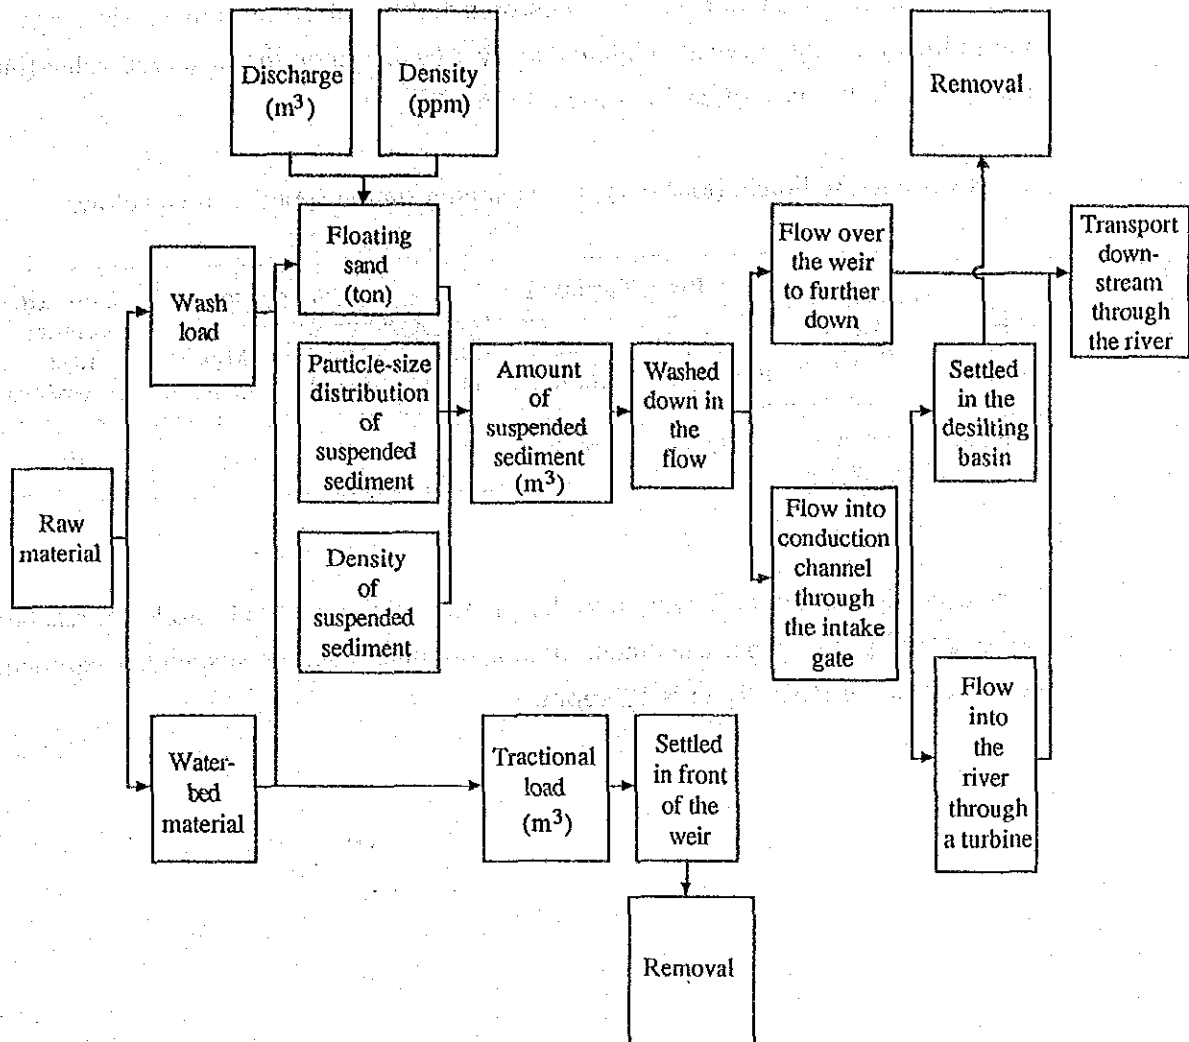 Discharge
(m³)
Density
(ppm)
Removal
Floating
sand
(ton)
Wash
load
Flow over
the weir
to further
down
Transport
down-
stream
through
the river
Particle-size
distribution
of
suspended
sediment
Amount
of
suspended
sediment
(m³)
Washed
down in
the
flow
Settled
in the
desilting
basin
Raw
material
Density
of
suspended
sediment
Flow into
conduction
channel
through
the intake
gate
Flow
into
the
river
through
a turbine
Water-
bed
material
Tractional
load
(m³)
Settled
in front
of the
weir
Removal